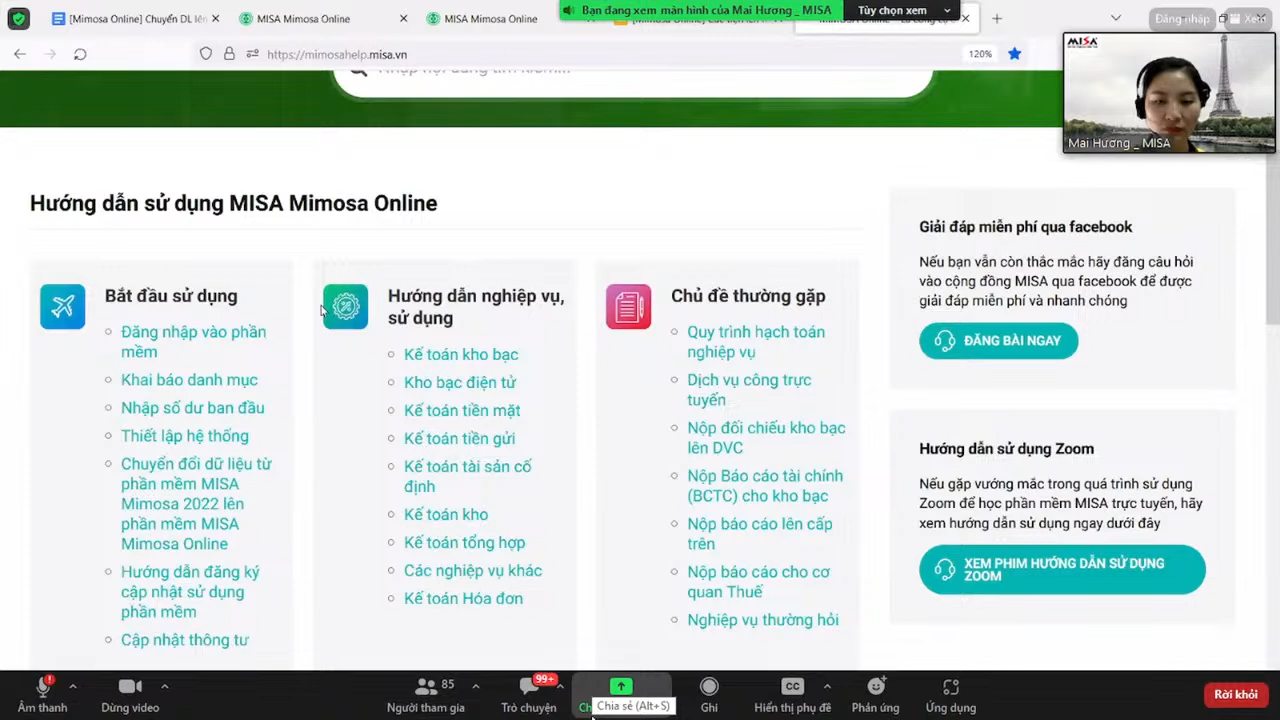 [Mimosa Online] Chuyển DL lên
MISA Mimosa Online
MISA Mimosa Online
Bạn đang xem màn hình của Mai Hương _ MISA
Tùy chọn xem
Đăng nhập
Xem
https://mimosahelp.misa.vn
120%
MISA
Mai Hương _ MISA
Hướng dẫn sử dụng MISA Mimosa Online
Bắt đầu sử dụng
Đăng nhập vào phần
mềm
Khai báo danh mục
Nhập số dư ban đầu
Thiết lập hệ thống
Chuyển đổi dữ liệu từ
phần mềm MISA
Mimosa 2022 lên
phần mềm MISA
Mimosa Online
Hướng dẫn đăng ký
cập nhật sử dụng
phần mềm
Cập nhật thông tư
Hướng dẫn nghiệp vụ,
sử dụng
Kế toán kho bạc
Kho bạc điện tử
Kế toán tiền mặt
Kế toán tiền gửi
Kế toán tài sản cố
định
Kế toán kho
Kế toán tổng hợp
Các nghiệp vụ khác
Kế toán Hóa đơn
Chủ đề thường gặp
Quy trình hạch toán
nghiệp vụ
Dịch vụ công trực
tuyến
Nộp đối chiếu kho bạc
lên DVC
Nộp Báo cáo tài chính
(BCTC) cho kho bạc
Nộp báo cáo lên cấp
trên
Nộp báo cáo cho cơ
quan Thuế
Nghiệp vụ thường hỏi
Giải đáp miễn phí qua facebook
Nếu bạn vẫn còn thắc mắc hãy đăng câu hỏi
vào cộng đồng MISA qua facebook để được
giải đáp miễn phí và nhanh chóng
ĐĂNG BÀI NGAY
Hướng dẫn sử dụng Zoom
Nếu gặp vướng mắc trong quá trình sử dụng
Zoom để học phần mềm MISA trực tuyến, hãy
xem hướng dẫn sử dụng ngay dưới đây
XEM PHIM HƯỚNG DẪN SỬ DỤNG
ZOOM
Âm thanh
Dừng video
85
Người tham gia
99+
Trò chuyện
Chia sẻ (Alt+S)
Ghi
CC
Hiển thị phụ đề
Phản ứng
Ứng dụng
Rời khỏi